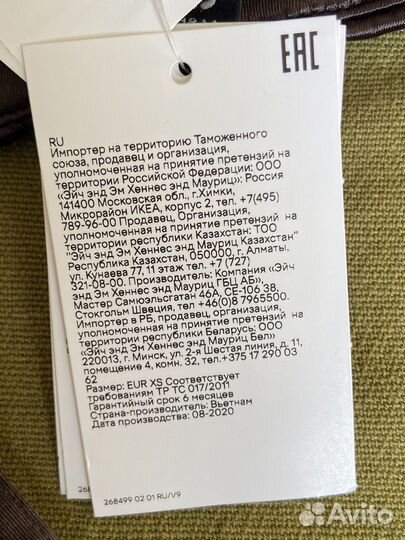 EAC
RU
Импортер на территорию Таможенного
союза, продавец и организация,
уполномоченная на принятие претензий на
территории Российской Федерации: ООО
«Эйч энд Эм Хеннес энд Мауриц»: Россия
141400 Московская обл., г.Химки,
Микрорайон ИКЕА, корпус 2, тел. +7(495)
789-96-00 Продавец, Организация,
уполномоченная на принятие претензий на
территории республики Казахстан: ТОО
"Эйч энд Эм Хеннес энд Мауриц Казахстан"
Республика Казахстан, 050000, г. Алматы,
ул. Кунаева 77, 11 этаж тел. +7 (727)
321-08-00. Производитель: Компания «Эйч
энд Эм Хеннес энд Мауриц ГБЦ АБ»,
Мастер Самюэльсгатан 46А, СЕ-106 38,
Стокгольм Швеция, тел +46(0)8 7965500.
Импортер в РБ, продавец, организация,
уполномоченная на принятие претензий на
территории республики Беларусь: ООО
«Эйч энд Эм Хеннес энд Мауриц Бел»
220013, г. Минск, ул. 2-я Шестая линия, д. 11,
помещение 4, комн. 32, тел.+375 17 290 03
62
Размер: EUR XS Соответствует
требованиям ТР ТС 017/2011
Гарантийный срок 6 месяцев
Страна-производитель: Вьетнам
Дата производства: 08-2020
268499 02 01 RU/V9
Avito